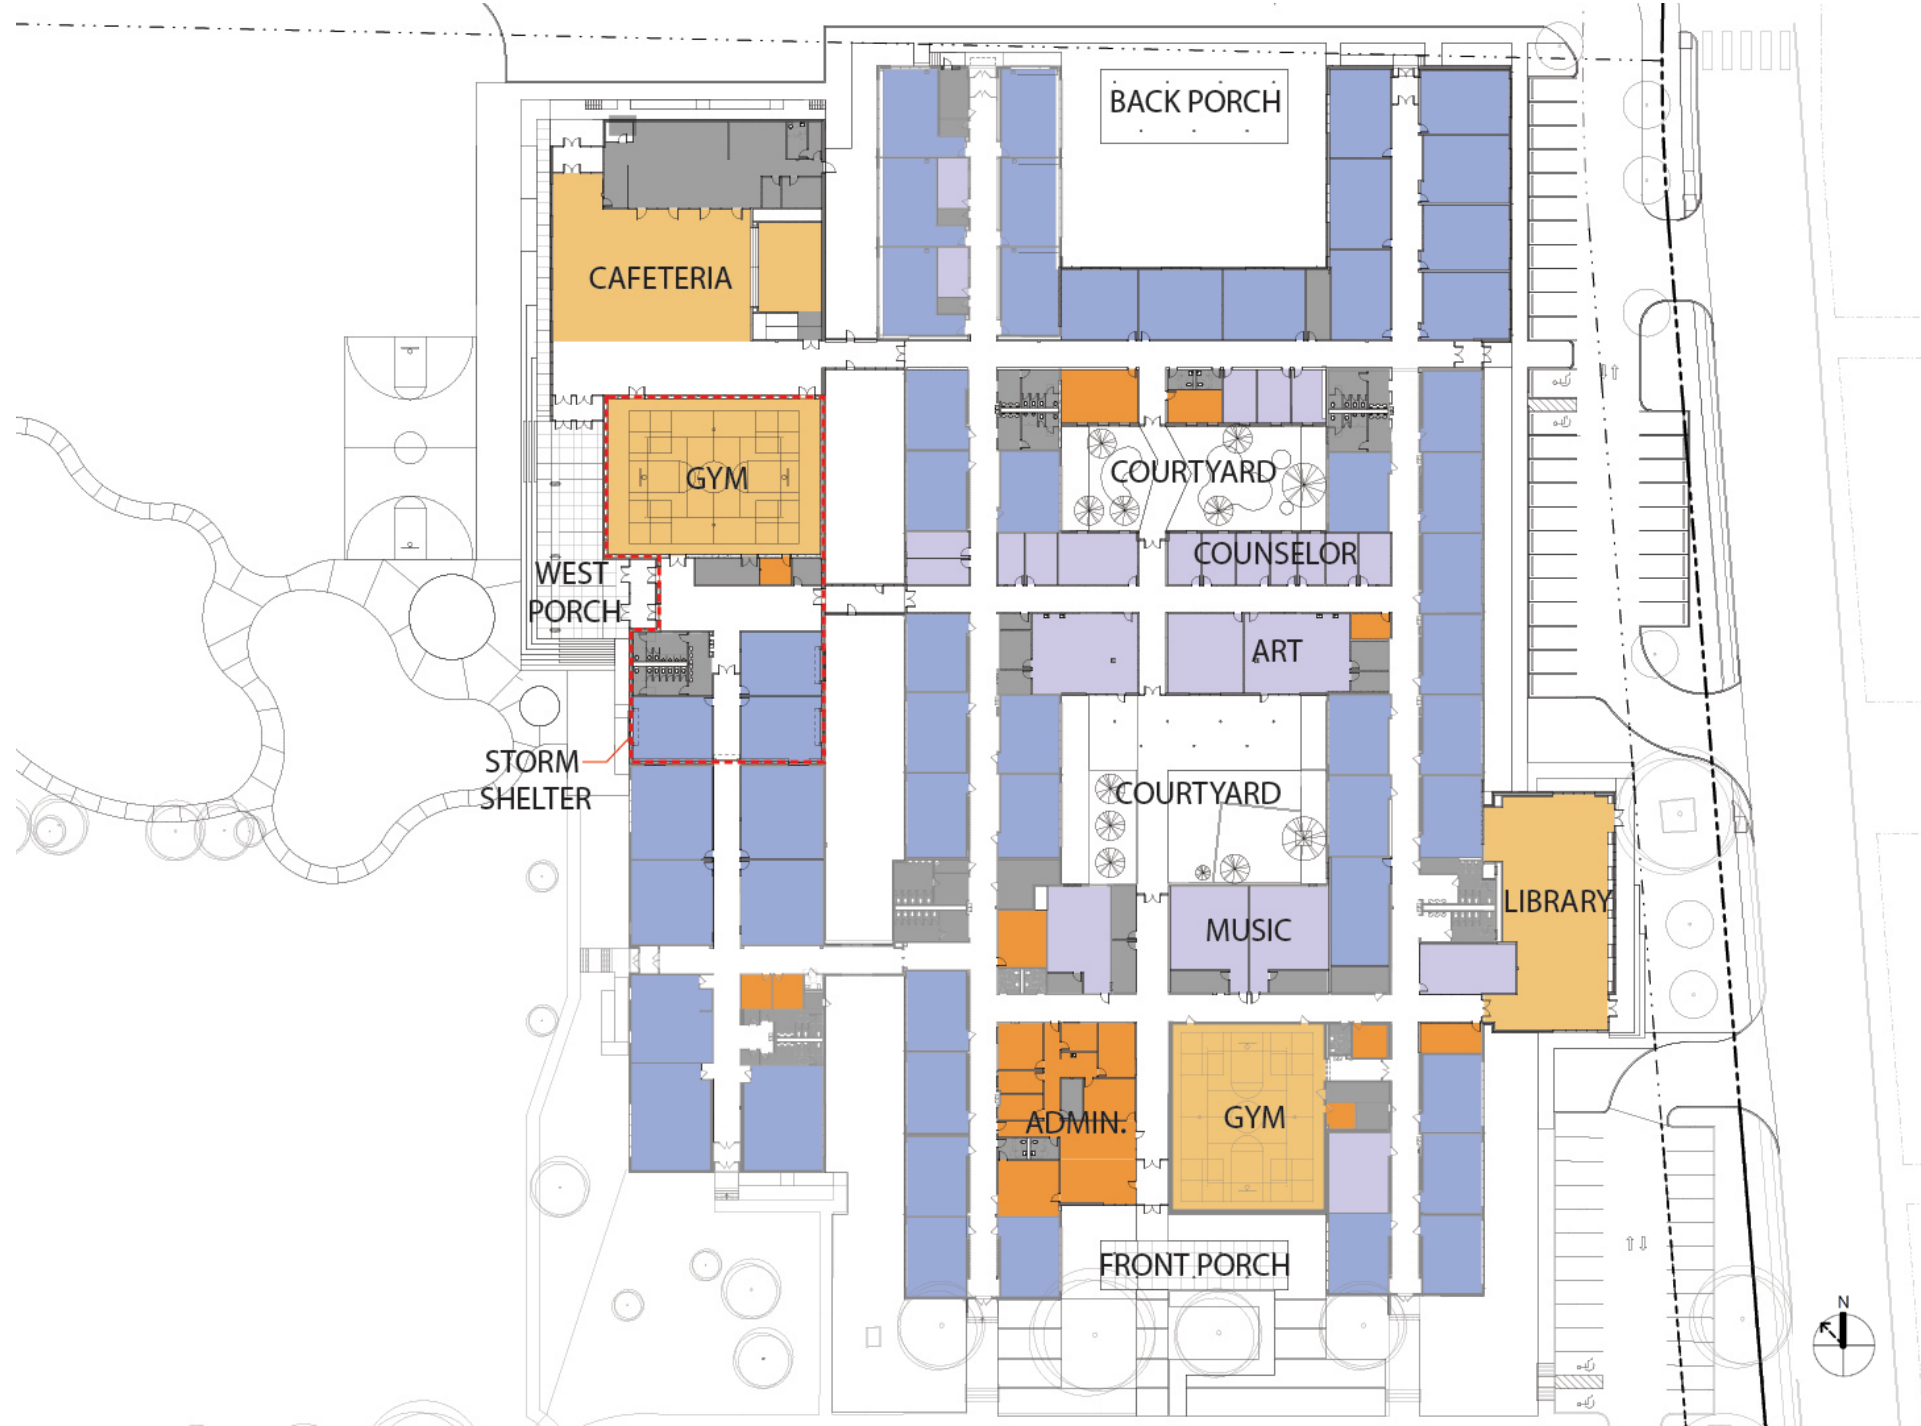 BACK PORCH
CAFETERIA
GYM
COURTYARD
COUNSELOR
WEST
PORCH
ART
STORM
SHELTER
COURTYARD
LIBRARY
MUSIC
ADMIN.
GYM
FRONT PORCH
N